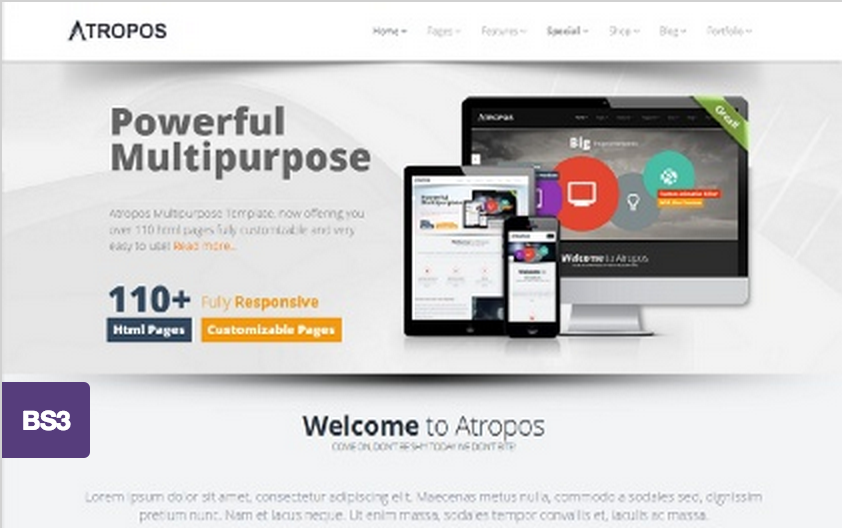 ATROPOS
Home Pages Features Special Shop Blog Portfolio
Powerful
Multipurpose
Atropos Multipurpose Template, now offering you
over 110 html pages fully customizable and very
easy to use! Read more...
110+ Fully Responsive
Html Pages Customizable Pages
Great!
ATROPOS
Big
Welcome to Atropos
BS3
Welcome to Atropos
COME ON, DON'T BE SHY TODAY WE DON'T BITE!
Lorem ipsum dolor sit amet, consectetur adipiscing elit. Maecenas metus nulla, commodo a sodales sed, dignissim
pretium nunc. Nam et lacus neque. Ut enim massa, sodales tempor convallis et, iaculis ac massa.